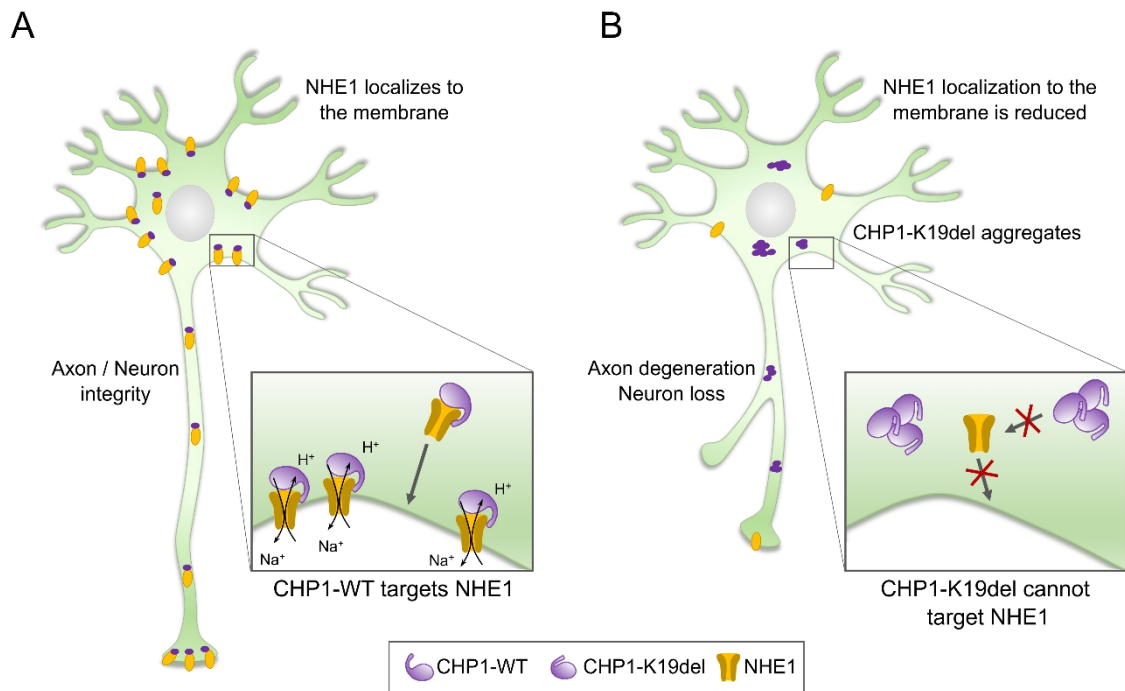 A
NHE1 localizes to
the membrane
Axon / Neuron
integrity
H⁺
H⁺
H⁺
Na⁺
Na⁺
Na⁺
CHP1-WT targets NHE1
B
NHE1 localization to the
membrane is reduced
CHP1-K19del aggregates
Axon degeneration
Neuron loss
CHP1-K19del cannot
target NHE1
CHP1-WT CHP1-K19del NHE1